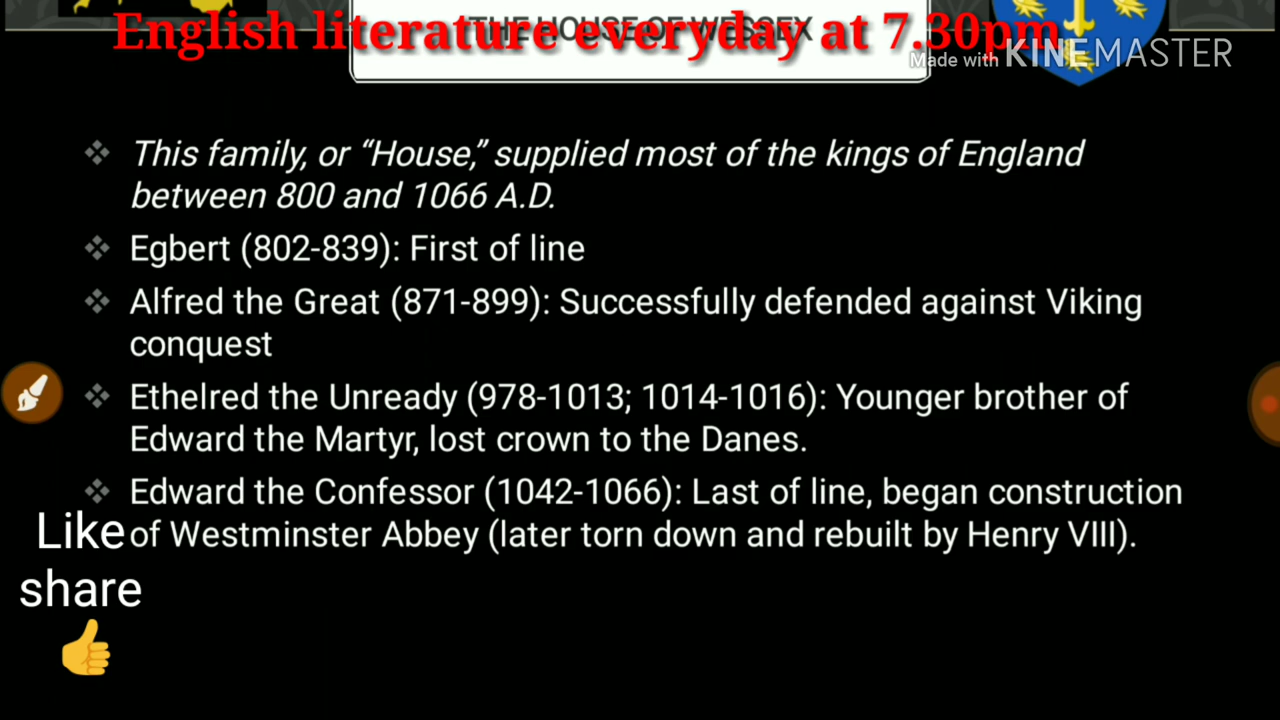 THE HOUSE OF WESSEX
English literature everyday at 7.30pm
Made with KINEMASTER
❖ This family, or “House,” supplied most of the kings of England
between 800 and 1066 A.D.
❖ Egbert (802-839): First of line
❖ Alfred the Great (871-899): Successfully defended against Viking
conquest
❖ Ethelred the Unready (978-1013; 1014-1016): Younger brother of
Edward the Martyr, lost crown to the Danes.
❖ Edward the Confessor (1042-1066): Last of line, began construction
of Westminster Abbey (later torn down and rebuilt by Henry VIII).
Like
share